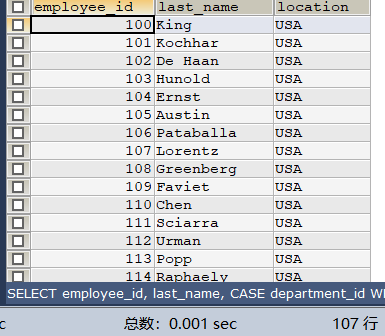 employee_id last_name location
100 King USA
101 Kochhar USA
102 De Haan USA
103 Hunold USA
104 Ernst USA
105 Austin USA
106 Pataballa USA
107 Lorentz USA
108 Greenberg USA
109 Faviet USA
110 Chen USA
111 Sciarra USA
112 Urman USA
113 Popp USA
114 Raphaely USA
SELECT employee_id, last_name, CASE department_id W
c 总数: 0.001 sec 107 行